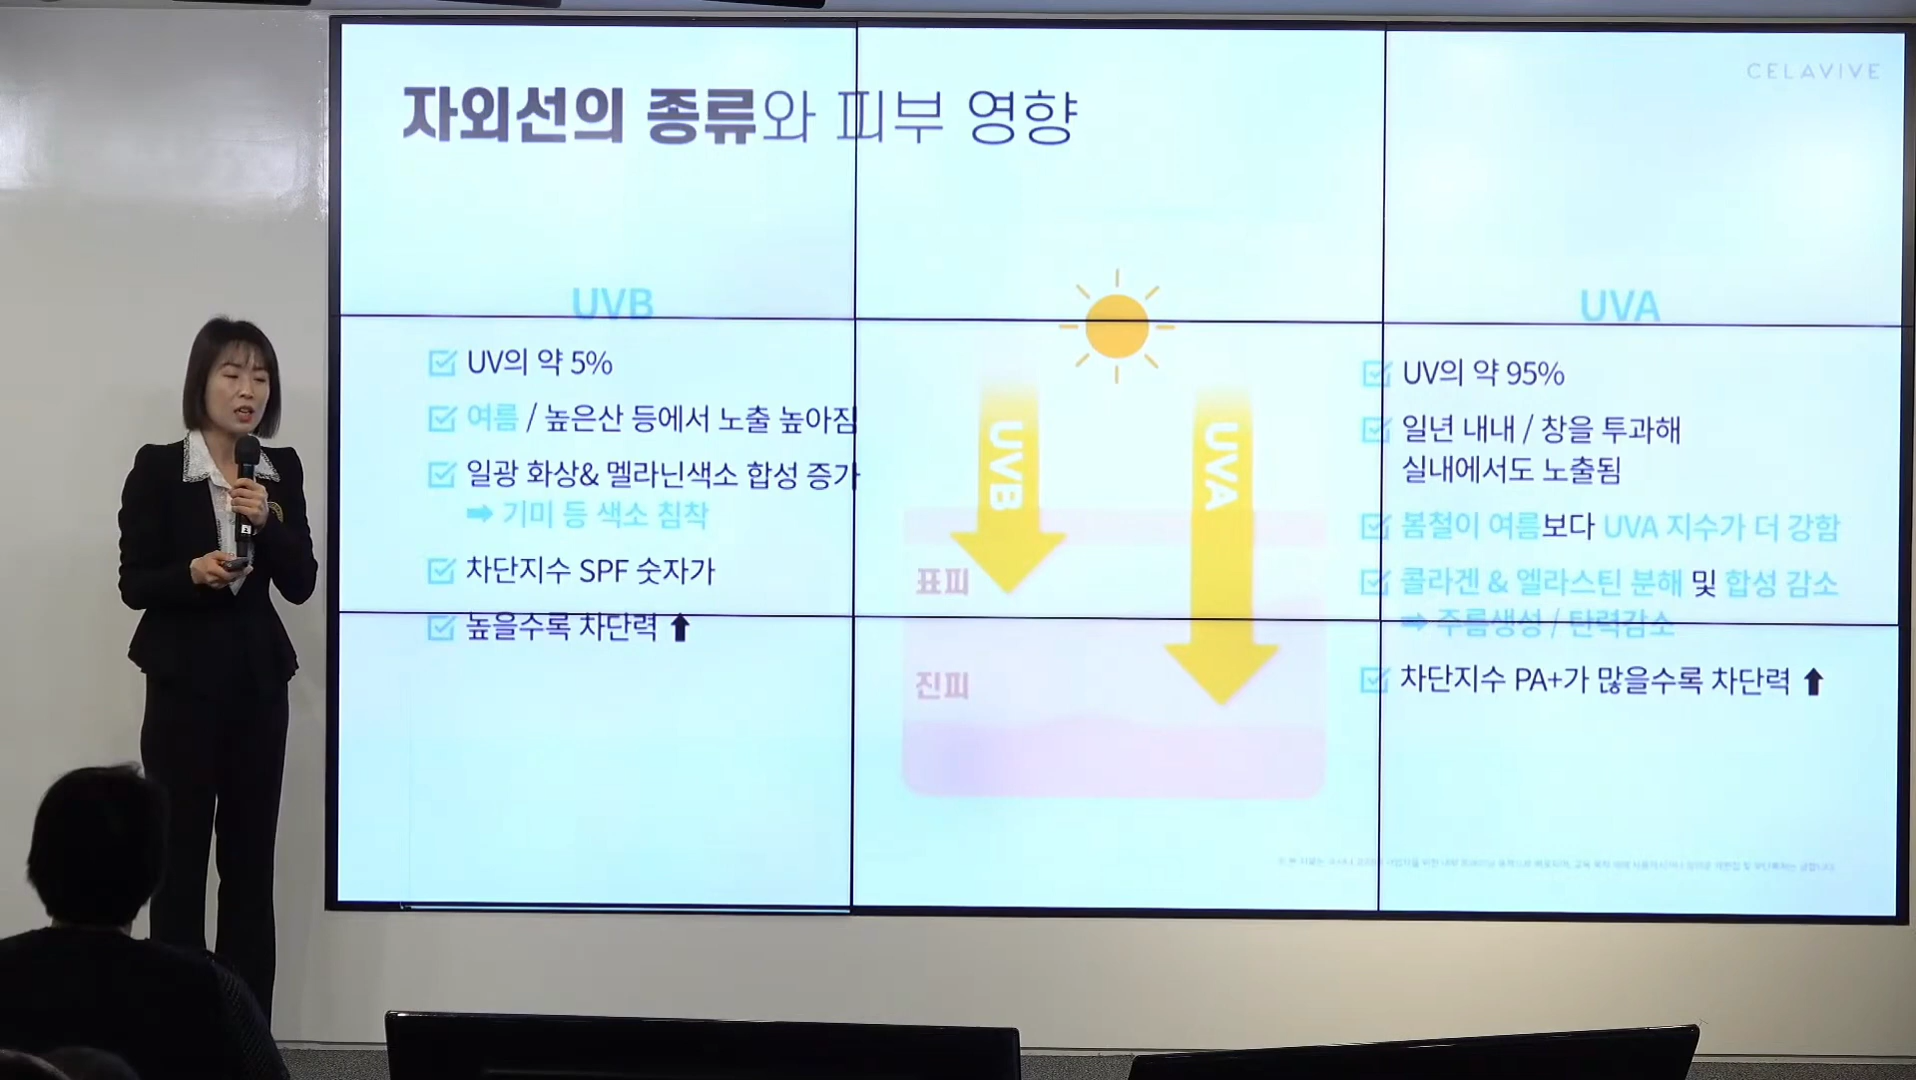 CELAVIVE
자외선의 종류와 피부 영향
UVB
UV의 약 5%
여름 / 높은산 등에서 노출 높아짐
일광 화상& 멜라닌색소 합성 증가
➡ 기미 등 색소 침착
차단지수 SPF 숫자가
높을수록 차단력 ⬆
UVB
UVA
표피
진피
UVA
UV의 약 95%
일년 내내 / 창을 투과해
실내에서도 노출됨
봄철이 여름보다 UVA 지수가 더 강함
콜라겐 & 엘라스틴 분해 및 합성 감소
➡ 주름생성 / 탄력감소
차단지수 PA+가 많을수록 차단력 ⬆